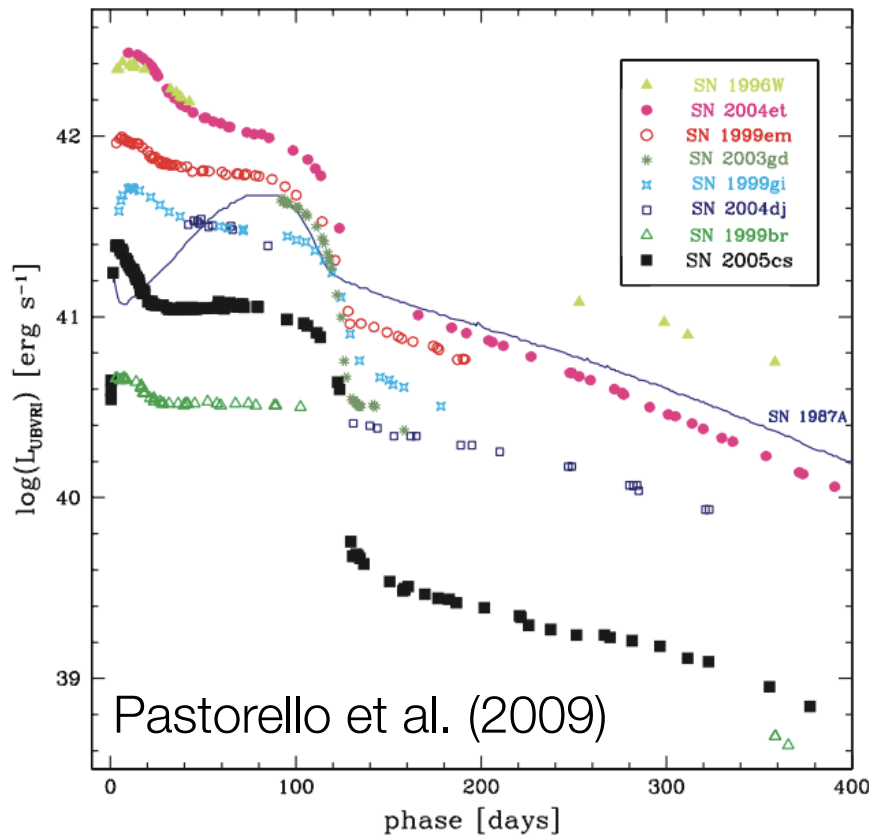 SN 1996W
SN 2004et
SN 1999em
SN 2003gd
SN 1999gi
SN 2004dj
SN 1999br
SN 2005cs
SN 1987A
log(L_UBVRI) [erg s⁻¹]
42
41
40
39
Pastorello et al. (2009)
0
100
200
300
400
phase [days]